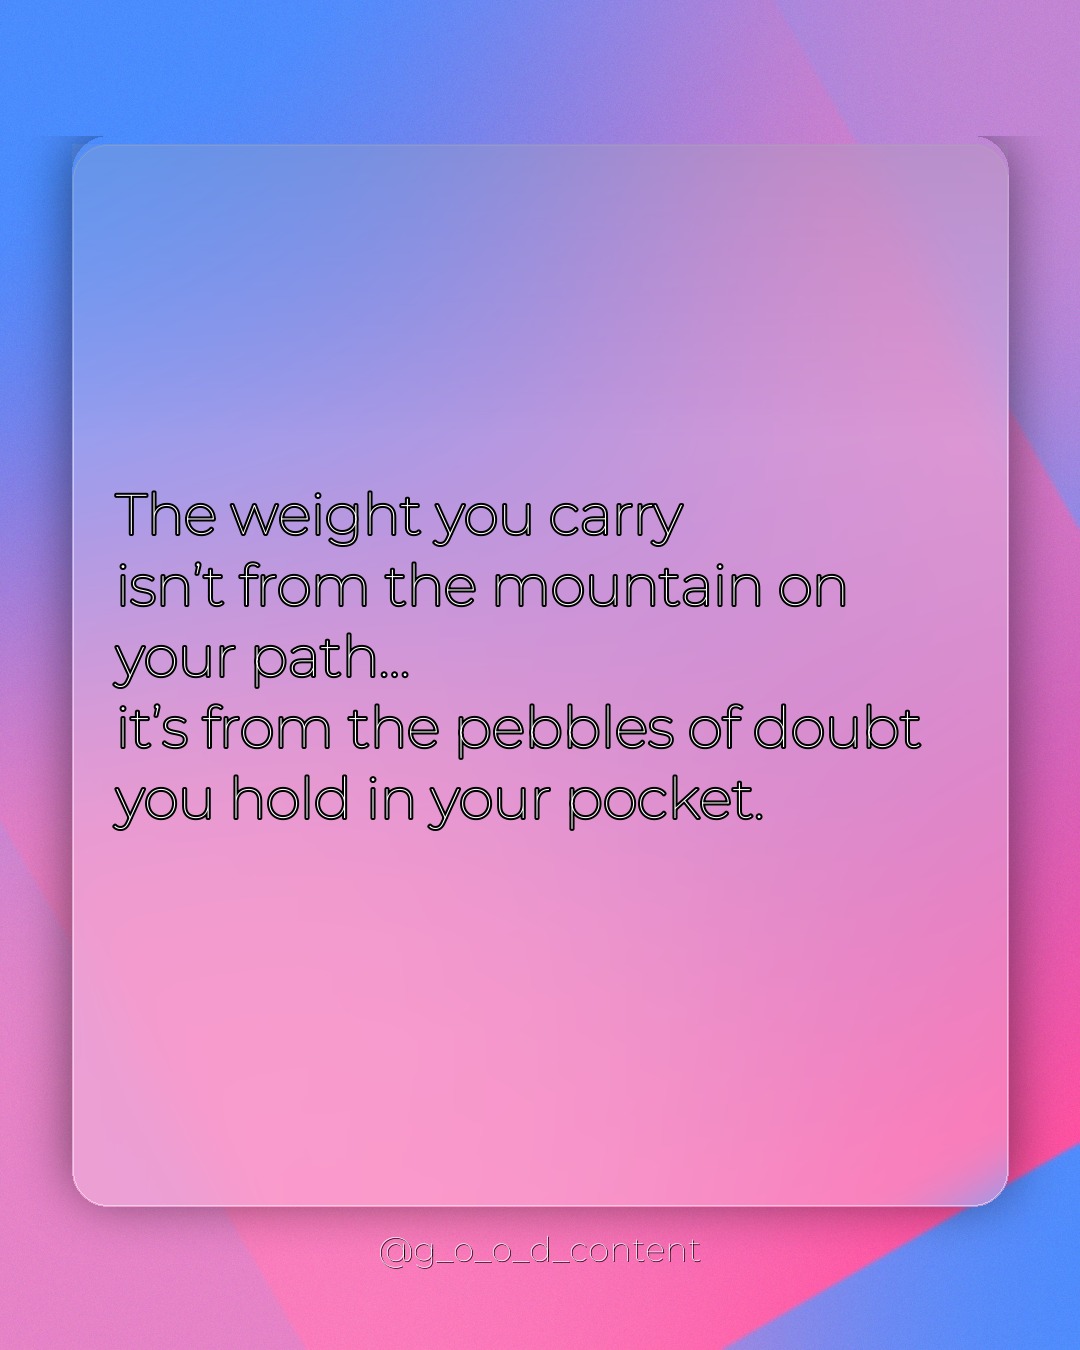 The weight you carry
isn’t from the mountain on
your path...
it’s from the pebbles of doubt
you hold in your pocket.
@g_o_o_d_content